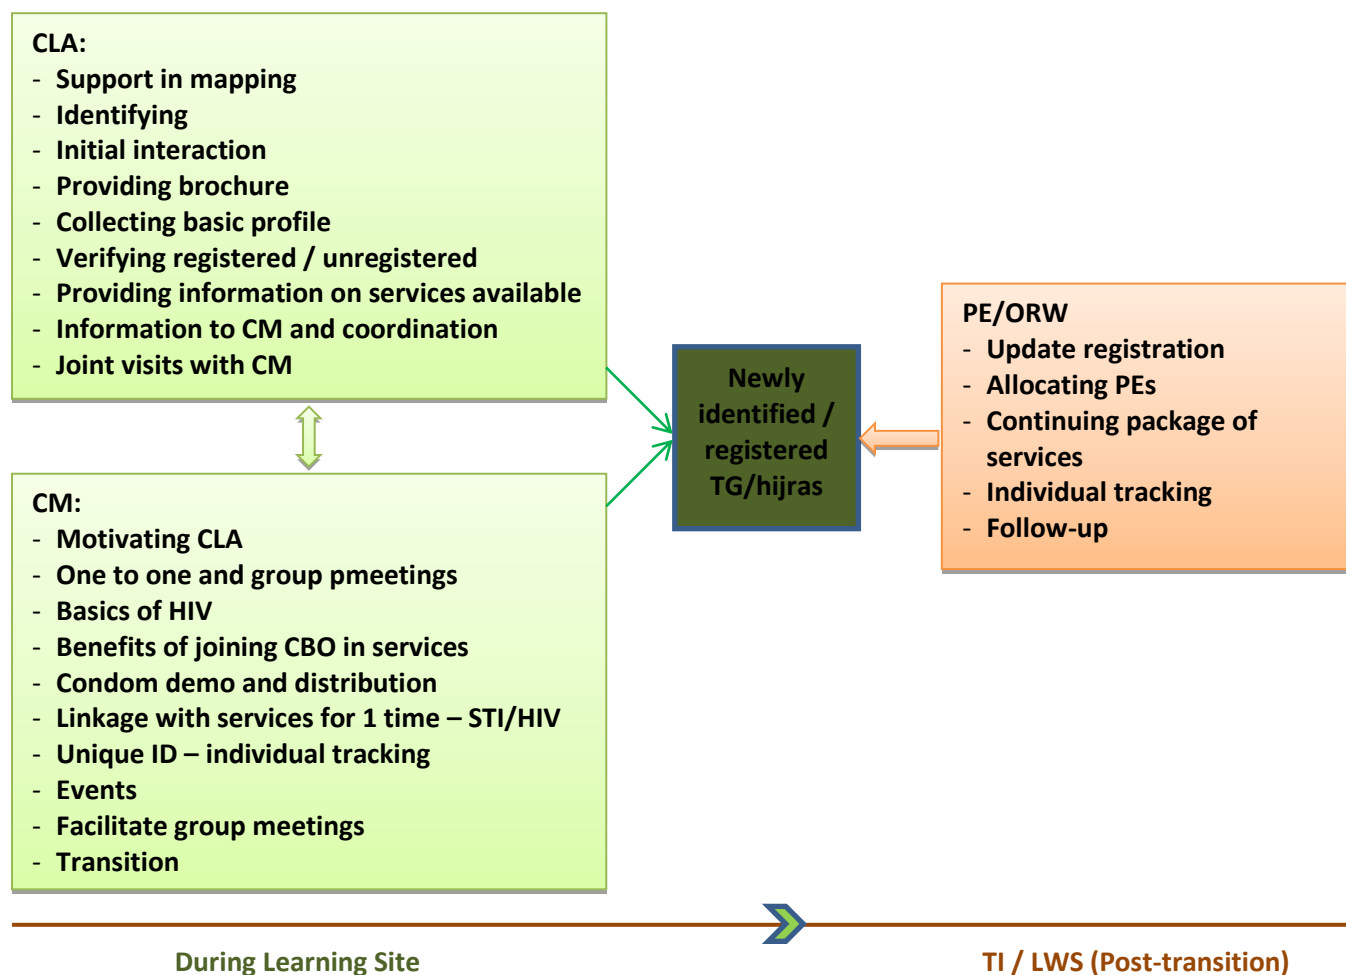 CLA:
- Support in mapping
- Identifying
- Initial interaction
- Providing brochure
- Collecting basic profile
- Verifying registered / unregistered
- Providing information on services available
- Information to CM and coordination
- Joint visits with CM
CM:
- Motivating CLA
- One to one and group pmeetings
- Basics of HIV
- Benefits of joining CBO in services
- Condom demo and distribution
- Linkage with services for 1 time – STI/HIV
- Unique ID – individual tracking
- Events
- Facilitate group meetings
- Transition
Newly
identified /
registered
TG/hijras
PE/ORW
- Update registration
- Allocating PEs
- Continuing package of
services
- Individual tracking
- Follow-up
During Learning Site
TI / LWS (Post-transition)